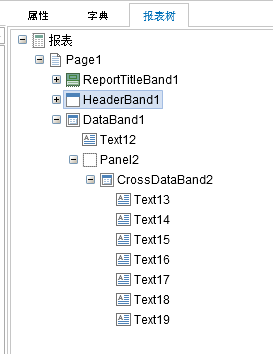 属性 字典 报表树
报表
Page1
ReportTitleBand1
HeaderBand1
DataBand1
Text12
Panel2
CrossDataBand2
Text13
Text14
Text15
Text16
Text17
Text18
Text19